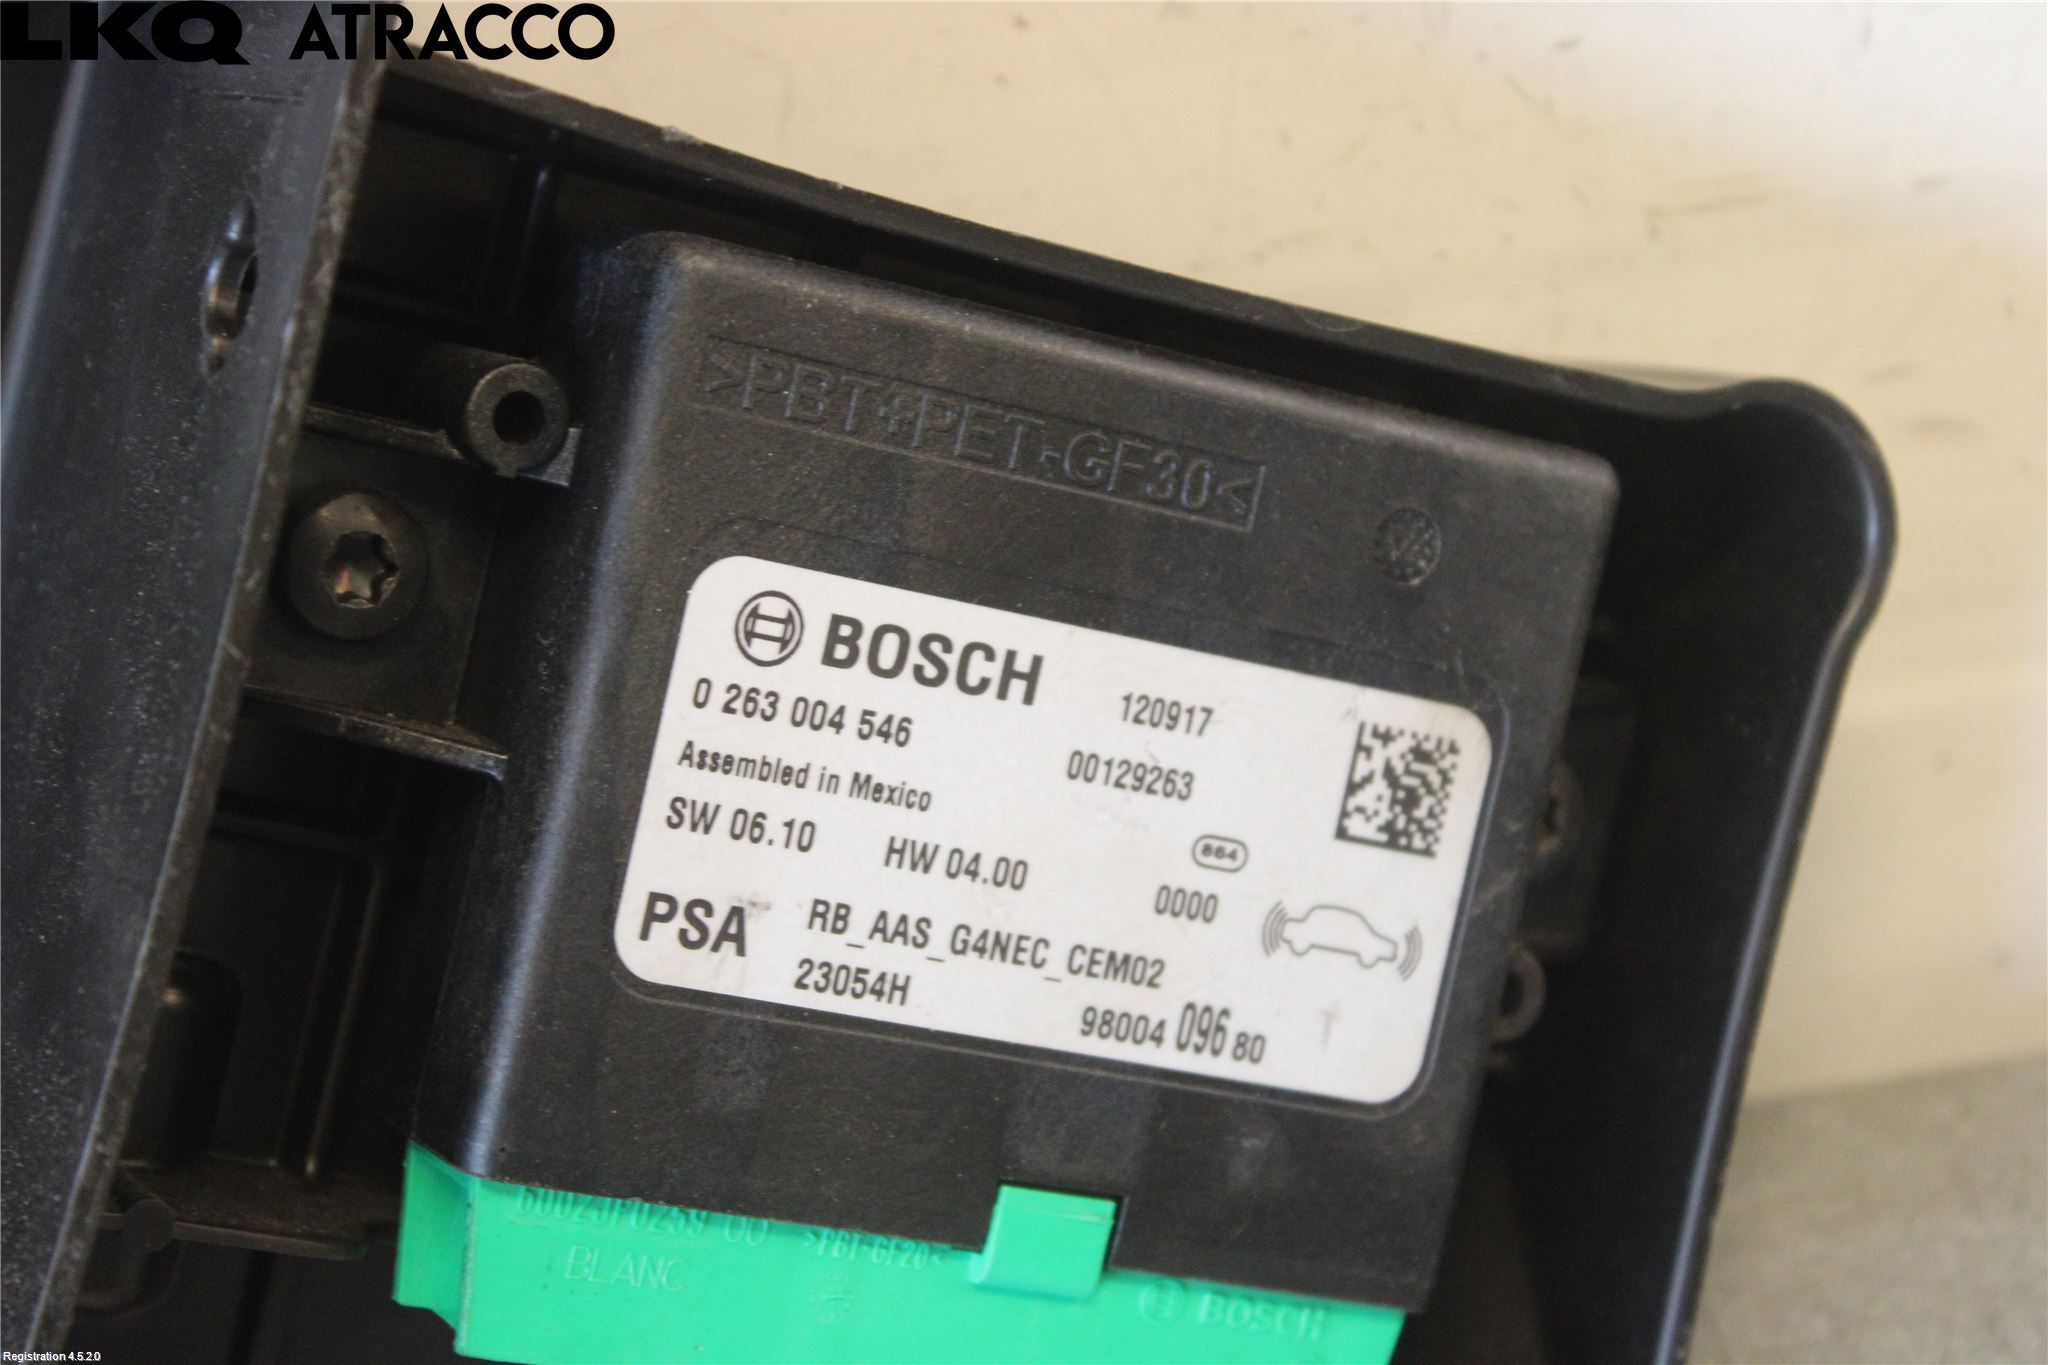 LKQ ATRACCO
>PBT+PET-GF30<
BOSCH
0 263 004 546
120917
Assembled in Mexico
00129263
SW 06.10
HW 04.00
864
0000
PSA
RB_AAS_G4NEC_CEM02
23054H
98004 096 80
>PBT-GF20<
BLANC
BOSCH
Registration 4.5.2.0